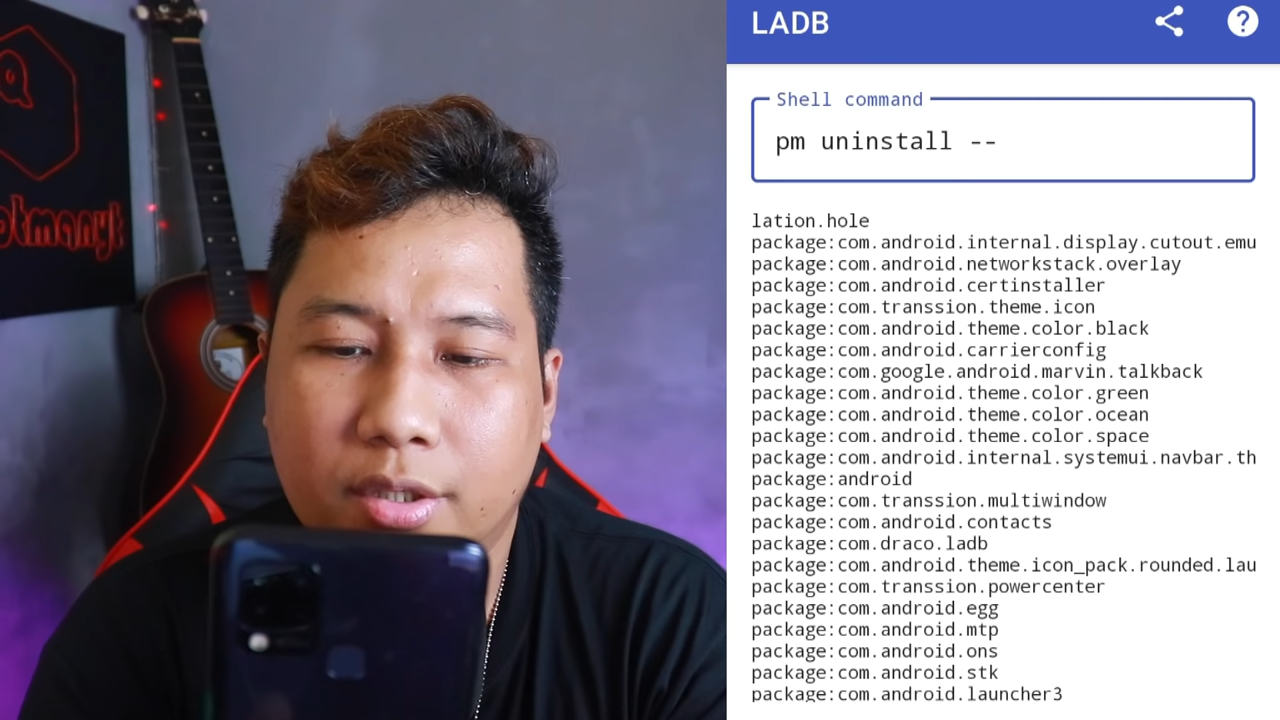 Q
otmanyt
LADB
Shell command
pm uninstall --
lation.hole
package:com.android.internal.display.cutout.emu
package:com.android.networkstack.overlay
package:com.android.certinstaller
package:com.transsion.theme.icon
package:com.android.theme.color.black
package:com.android.carrierconfig
package:com.google.android.marvin.talkback
package:com.android.theme.color.green
package:com.android.theme.color.ocean
package:com.android.theme.color.space
package:com.android.internal.systemui.navbar.th
package:android
package:com.transsion.multiwindow
package:com.android.contacts
package:com.draco.ladb
package:com.android.theme.icon_pack.rounded.lau
package:com.transsion.powercenter
package:com.android.egg
package:com.android.mtp
package:com.android.ons
package:com.android.stk
package:com.android.launcher3